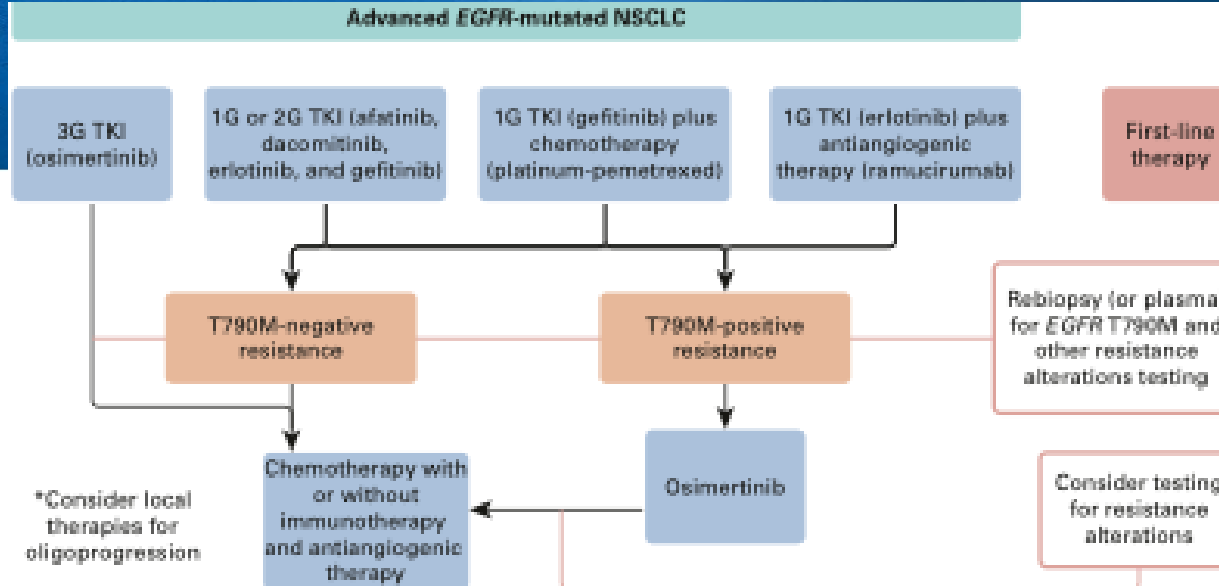 Advanced EGFR-mutated NSCLC
3G TKI
(osimertinib)
1G or 2G TKI (afatinib,
dacomitinib,
erlotinib, and gefitinib)
1G TKI (gefitinib) plus
chemotherapy
(platinum-pemetrexed)
1G TKI (erlotinib) plus
antiangiogenic
therapy (ramucirumab)
First-line
therapy
T790M-negative
resistance
T790M-positive
resistance
Rebiopsy (or plasma
for EGFR T790M and
other resistance
alterations testing
*Consider local
therapies for
oligoprogression
Chemotherapy with
or without
immunotherapy
and antiangiogenic
therapy
Osimertinib
Consider testing
for resistance
alterations